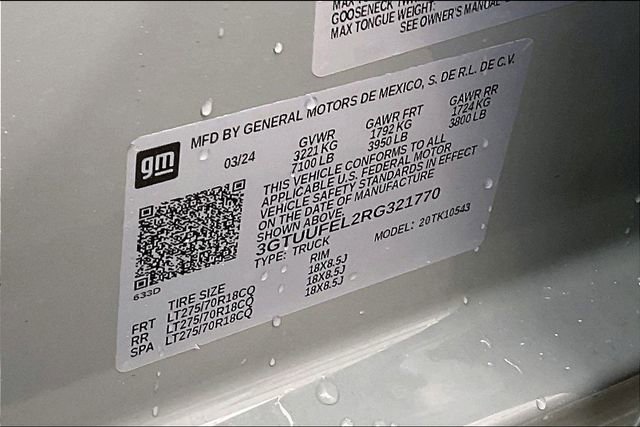 MAX
GOOSENECK TW
MAX TONGUE WEIGHT:
SEE OWNER'S MANUAL
MFD BY GENERAL MOTORS DE MEXICO, S. DE R.L. DE C.V.
gm
03/24
GVWR GAWR FRT GAWR RR
3221 KG 1792 KG 1724 KG
7100 LB 3950 LB 3800 LB
THIS VEHICLE CONFORMS TO ALL
APPLICABLE U.S. FEDERAL MOTOR
VEHICLE SAFETY STANDARDS IN EFFECT
ON THE DATE OF MANUFACTURE
SHOWN ABOVE.
3GTUUFEL2RG321770
TYPE: TRUCK MODEL: 20TK10543
633D
TIRE SIZE RIM
FRT LT275/70R18CQ 18X8.5J
RR LT275/70R18CQ 18X8.5J
SPA LT275/70R18CQ 18X8.5J